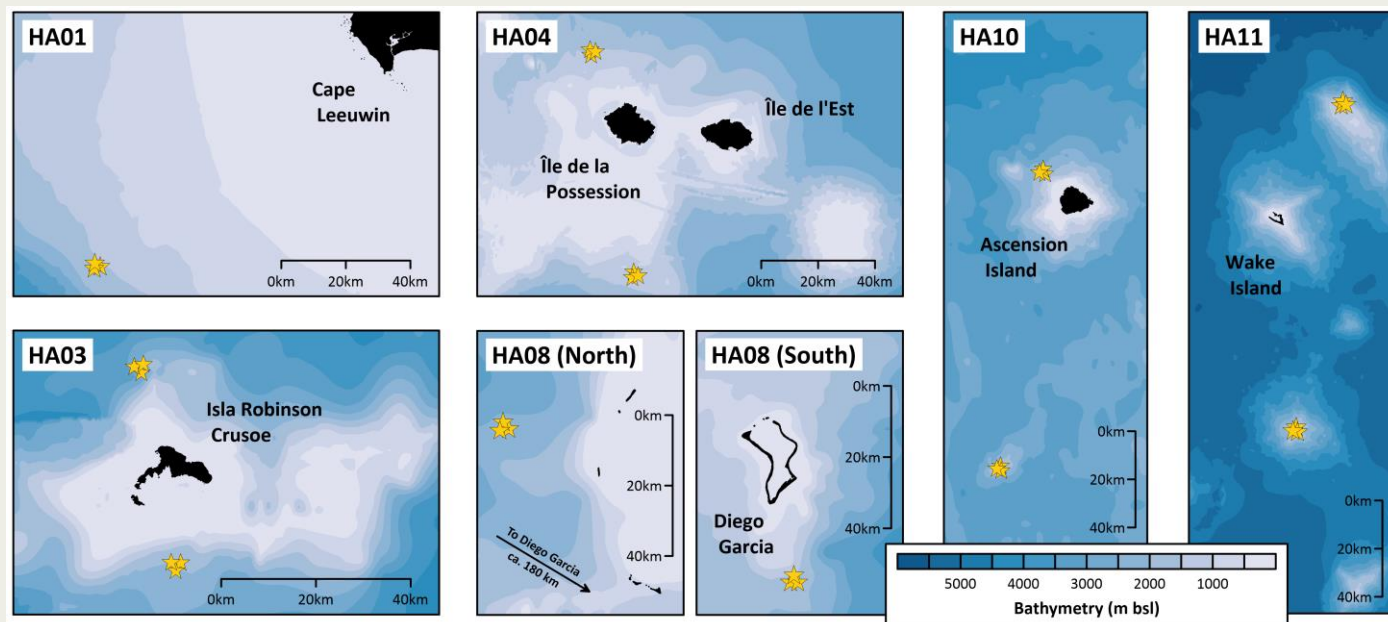 HA01
Cape
Leeuwin
0km 20km 40km
HA04
Île de l'Est
Île de la
Possession
0km 20km 40km
HA10
Ascension
Island
0km
20km
40km
HA11
Wake
Island
0km
20km
40km
HA03
Isla Robinson
Crusoe
0km 20km 40km
HA08 (North)
0km
20km
40km
To Diego Garcia
ca. 180 km
HA08 (South)
0km
20km
40km
Diego
Garcia
5000 4000 3000 2000 1000
Bathymetry (m bsl)